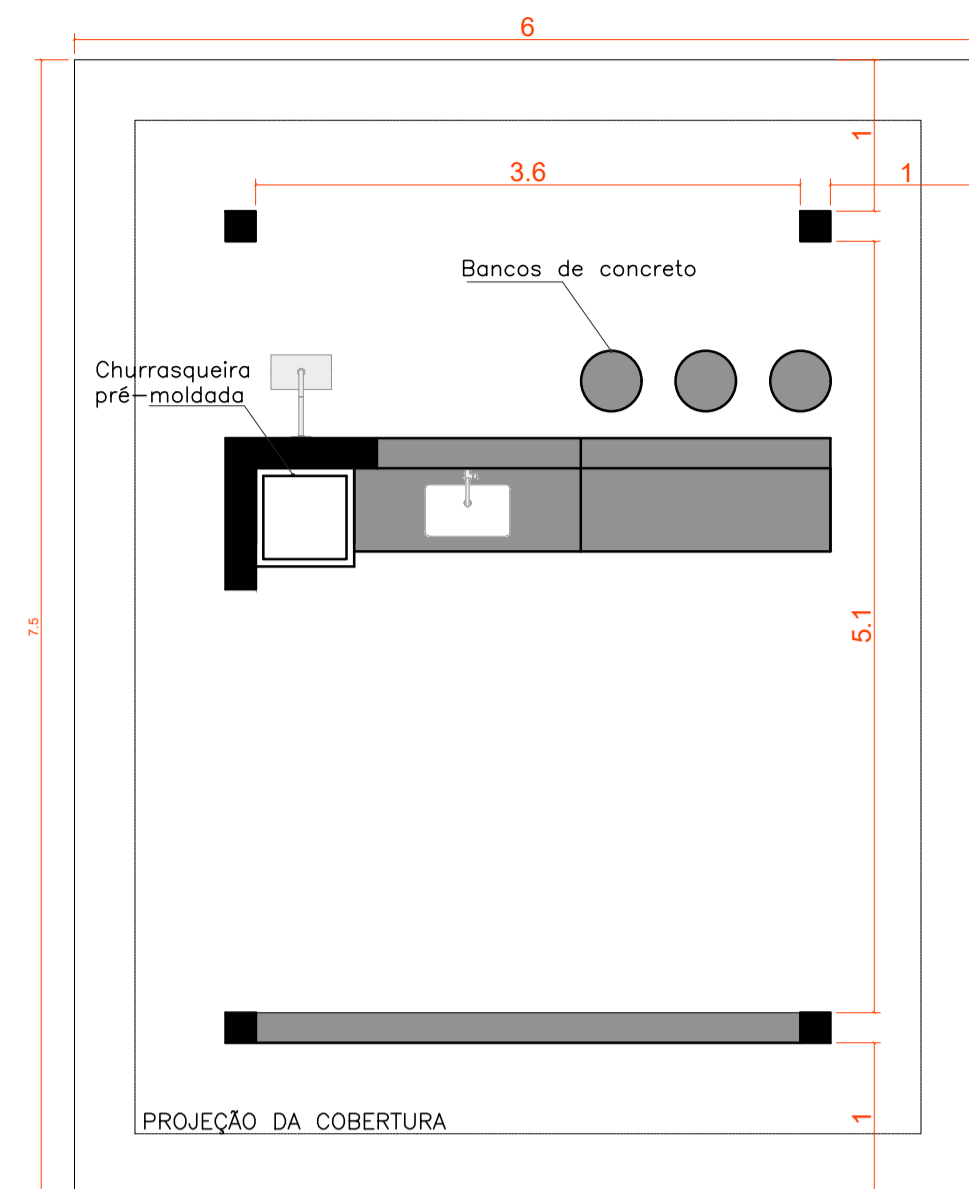 6
1
3.6
1
Bancos de concreto
Churrasqueira
pré-moldada
7.5
5.1
1
PROJEÇÃO DA COBERTURA